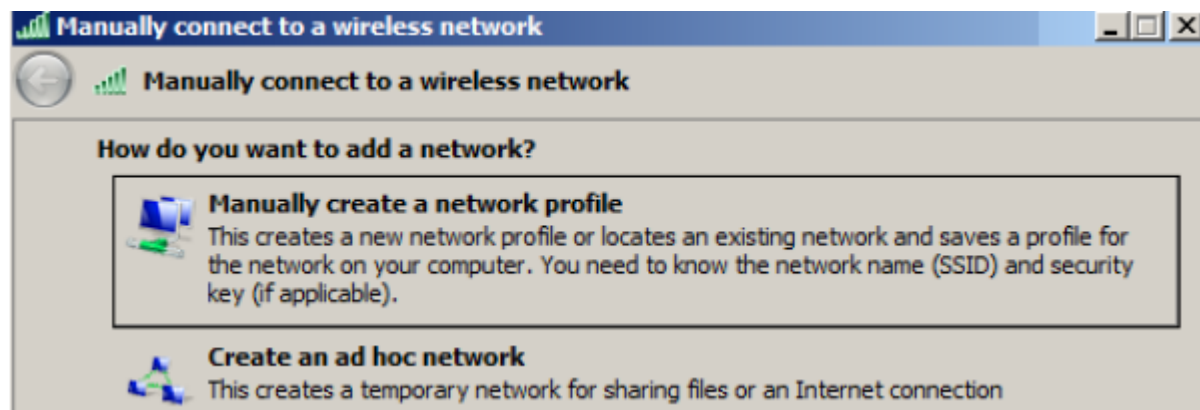 Manually connect to a wireless network
Manually connect to a wireless network
How do you want to add a network?
Manually create a network profile
This creates a new network profile or locates an existing network and saves a profile for
the network on your computer. You need to know the network name (SSID) and security
key (if applicable).
Create an ad hoc network
This creates a temporary network for sharing files or an Internet connection